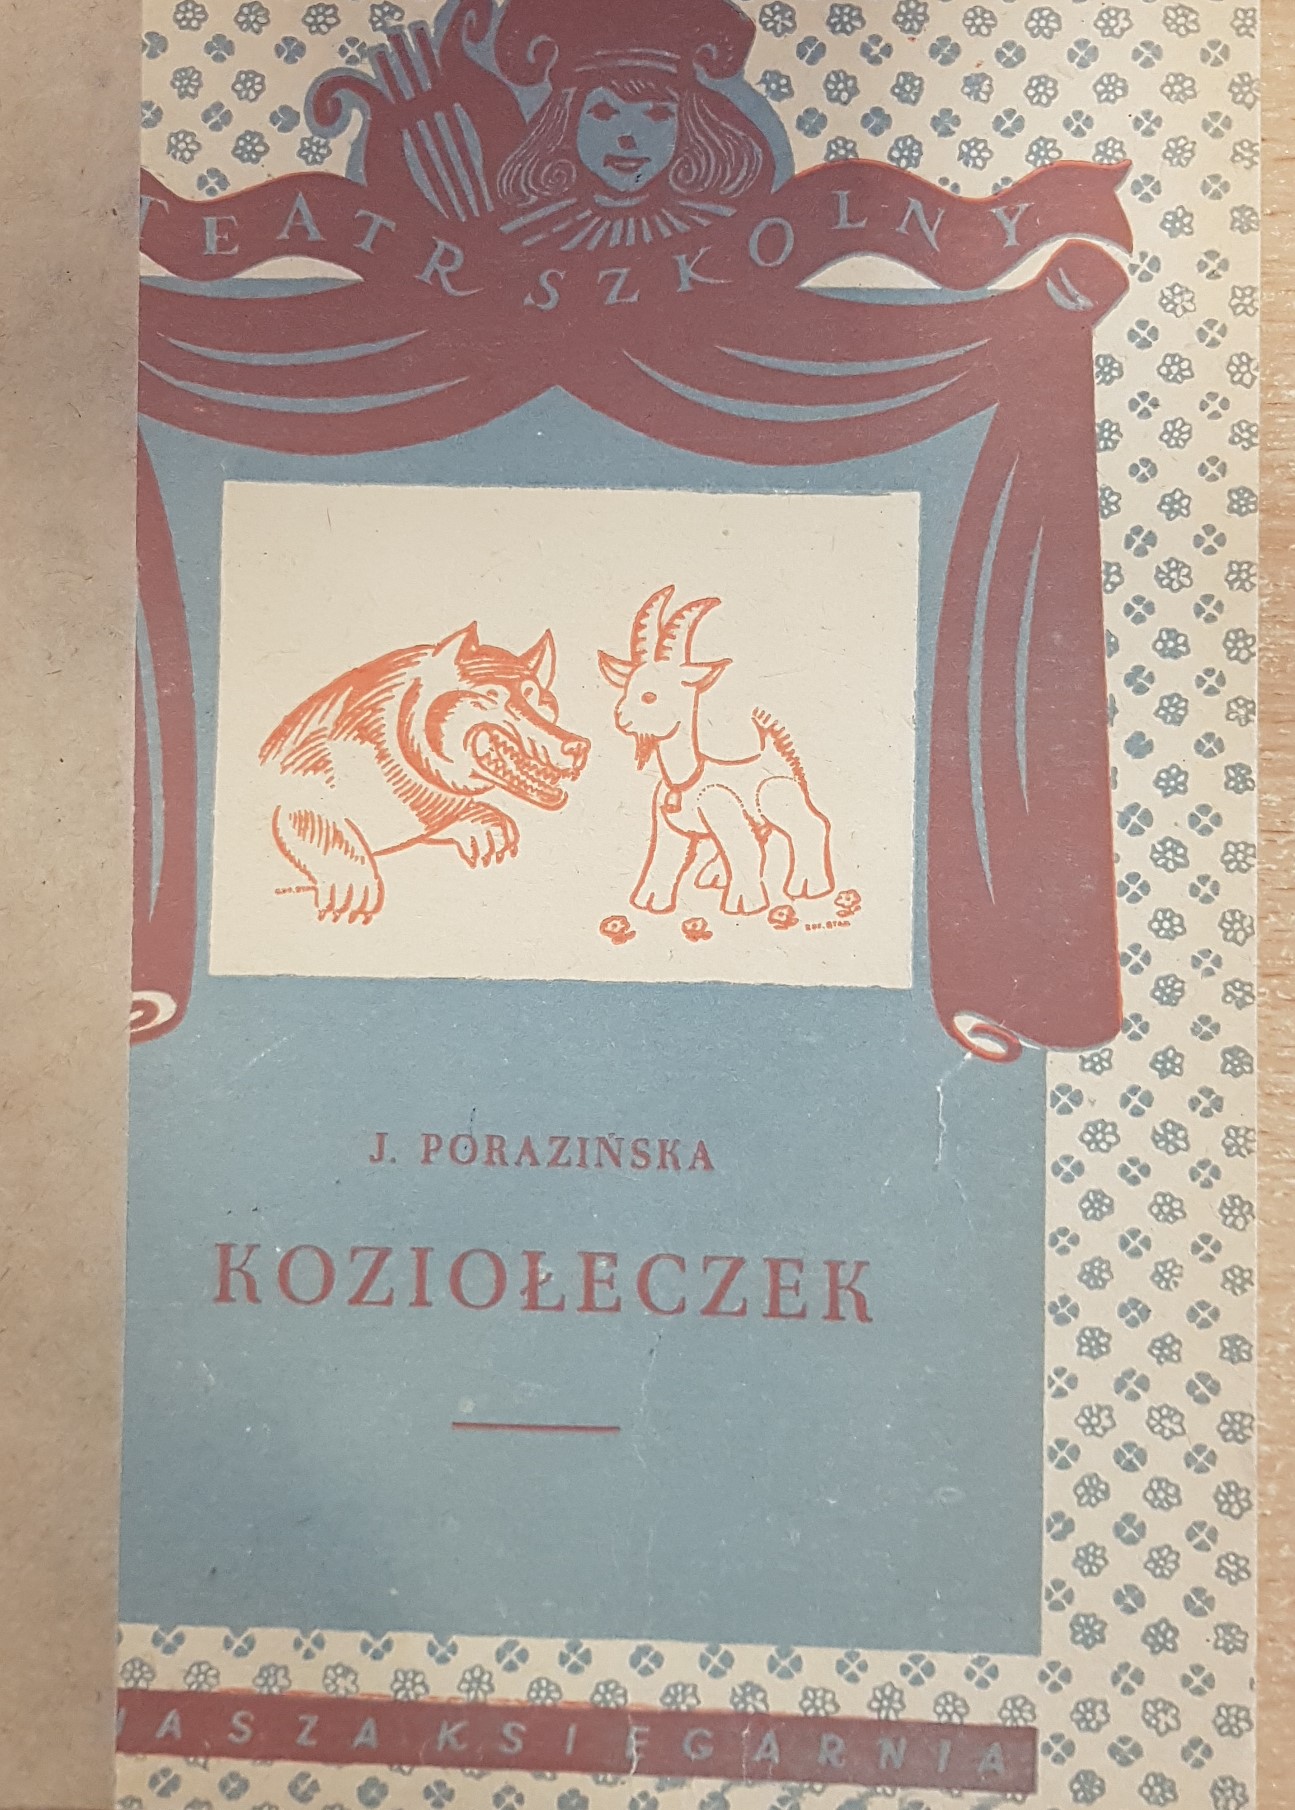 TEATR SZKOLNY
J. PORAZIŃSKA
KOZIOŁECZEK
NASZA KSIĘGARNIA